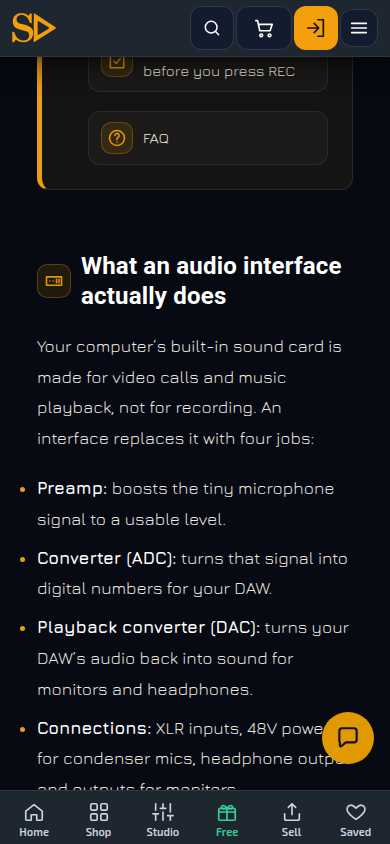 before you press REC
FAQ
What an audio interface
actually does
Your computer's built-in sound card is
made for video calls and music
playback, not for recording. An
interface replaces it with four jobs:
Preamp: boosts the tiny microphone
signal to a usable level.
Converter (ADC): turns that signal into
digital numbers for your DAW.
Playback converter (DAC): turns your
DAW's audio back into sound for
monitors and headphones.
Connections: XLR inputs, 48V
for condenser mics, headphone
and outputs for monitors.
Home Shop Studio Free Sell Saved